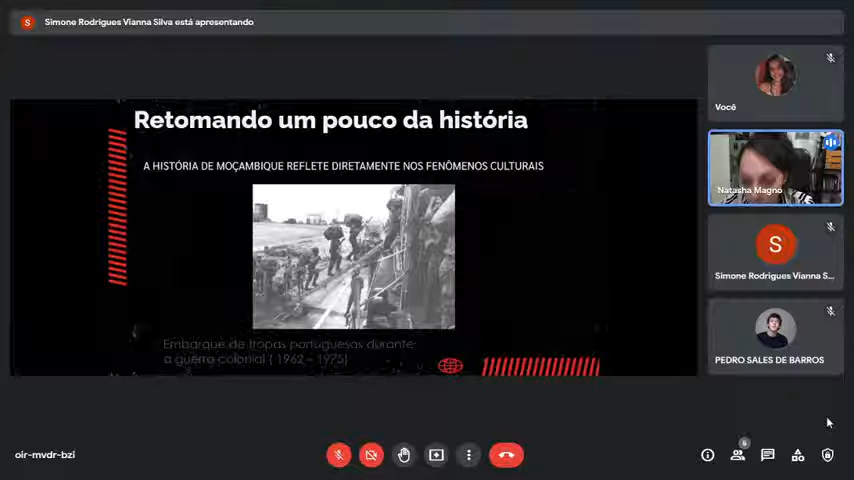 S Simone Rodrigues Vianna Silva está apresentando
Retomando um pouco da história
A HISTÓRIA DE MOÇAMBIQUE REFLETE DIRETAMENTE NOS FENÔMENOS CULTURAIS
Embarque de tropas portuguesas durante
a guerra colonial ( 1962 – 1975)
Você
Natasha Magno
S
Simone Rodrigues Vianna S...
PEDRO SALES DE BARROS
oir-mvdr-bzi
6